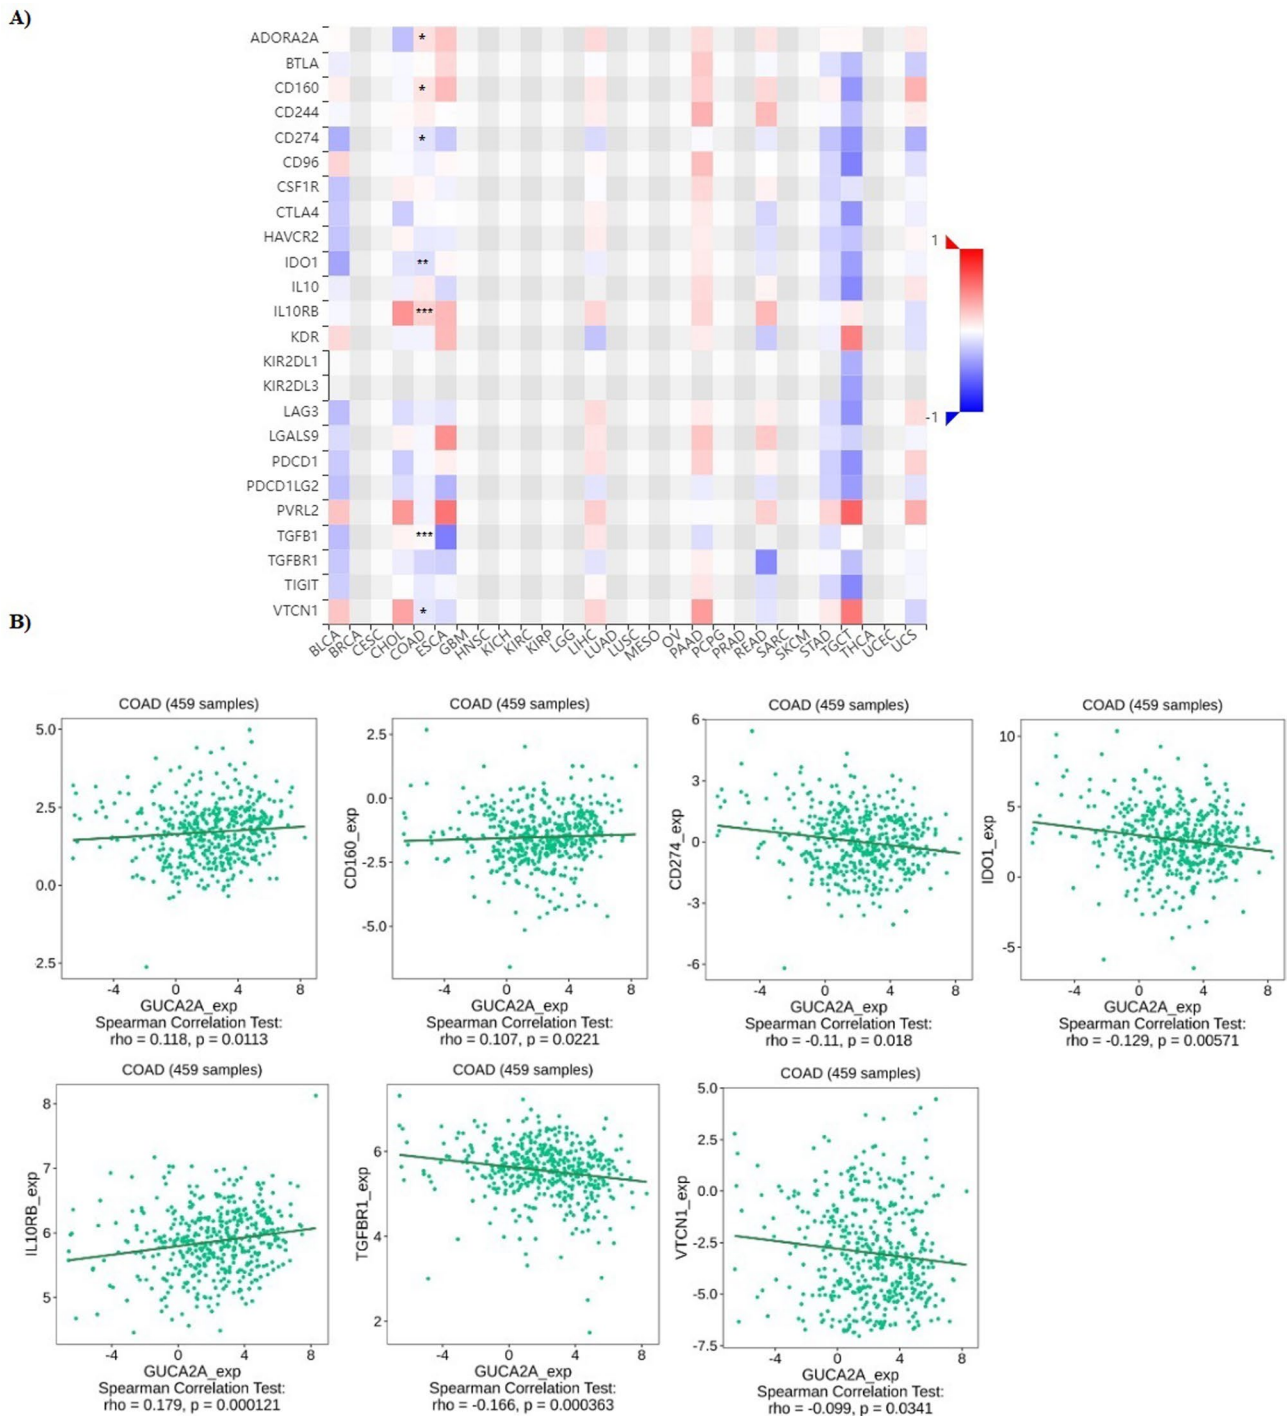 A)
ADORA2A
*
BTLA
CD160
*
CD244
CD274
*
CD96
CSF1R
CTLA4
HAVCR2
IDO1
**
IL10
IL10RB
***
KDR
KIR2DL1
KIR2DL3
LAG3
LGALS9
PDCD1
PDCD1LG2
PVRL2
TGFB1
***
TGFBR1
TIGIT
VTCN1
*
1
-1
BLCA
BRCA
CESC
CHOL
COAD
ESCA
GBM
HNSC
KICH
KIRC
KIRP
LGG
LIHC
LUAD
LUSC
MESO
OV
PAAD
PCPG
PRAD
READ
SARC
SKCM
STAD
TGCT
THCA
UCEC
UCS
B)
COAD (459 samples)
5.0
2.5
0.0
2.5
-4 0 4 8
GUCA2A_exp
Spearman Correlation Test:
rho = 0.118, p = 0.0113
COAD (459 samples)
CD160_exp
2.5
0.0
-2.5
-5.0
-4 0 4 8
GUCA2A_exp
Spearman Correlation Test:
rho = 0.107, p = 0.0221
COAD (459 samples)
CD274_exp
6
3
0
-3
-6
-4 0 4 8
GUCA2A_exp
Spearman Correlation Test:
rho = -0.11, p = 0.018
COAD (459 samples)
IDO1_exp
10
5
0
-5
-4 0 4 8
GUCA2A_exp
Spearman Correlation Test:
rho = -0.129, p = 0.00571
COAD (459 samples)
IL10RB_exp
8
7
6
5
-4 0 4 8
GUCA2A_exp
Spearman Correlation Test:
rho = 0.179, p = 0.000121
COAD (459 samples)
TGFBR1_exp
6
4
2
-4 0 4 8
GUCA2A_exp
Spearman Correlation Test:
rho = -0.166, p = 0.000363
COAD (459 samples)
VTCN1_exp
5.0
2.5
0.0
-2.5
-5.0
-7.5
-4 0 4 8
GUCA2A_exp
Spearman Correlation Test:
rho = -0.099, p = 0.0341